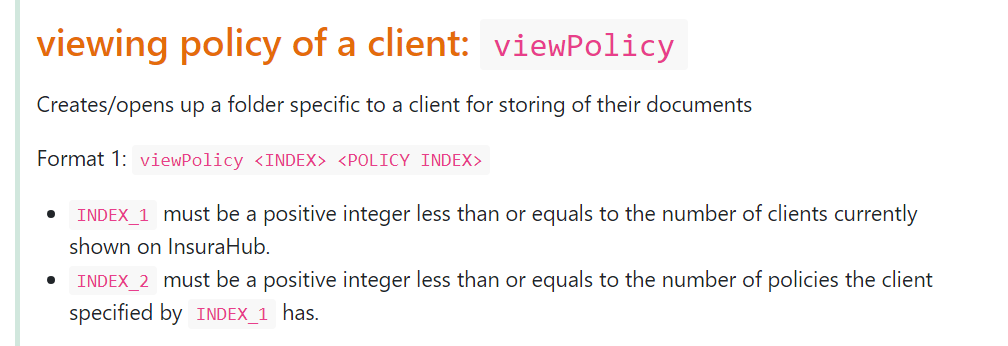 viewing policy of a client: viewPolicy
Creates/opens up a folder specific to a client for storing of their documents
Format 1: viewPolicy <INDEX> <POLICY INDEX>
• INDEX_1 must be a positive integer less than or equals to the number of clients currently
shown on InsuraHub.
• INDEX_2 must be a positive integer less than or equals to the number of policies the client
specified by INDEX_1 has.